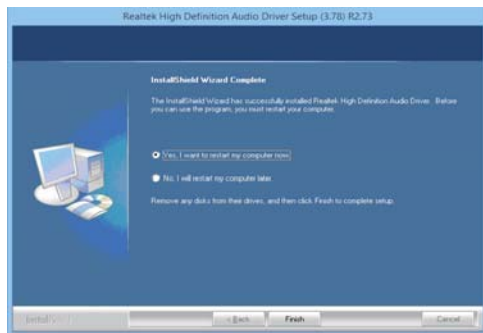 Realtek High Definition Audio Driver Setup (3.78) R2.73
InstallShield Wizard Complete
The InstallShield Wizard has successfully installed Realtek High Definition Audio Driver. Before
you can use the program, you must restart your computer.
Yes, I want to restart my computer now.
No, I will restart my computer later.
Remove any disks from their drives, and then click Finish to complete setup.
InstallShield
< Back
Finish
Cancel